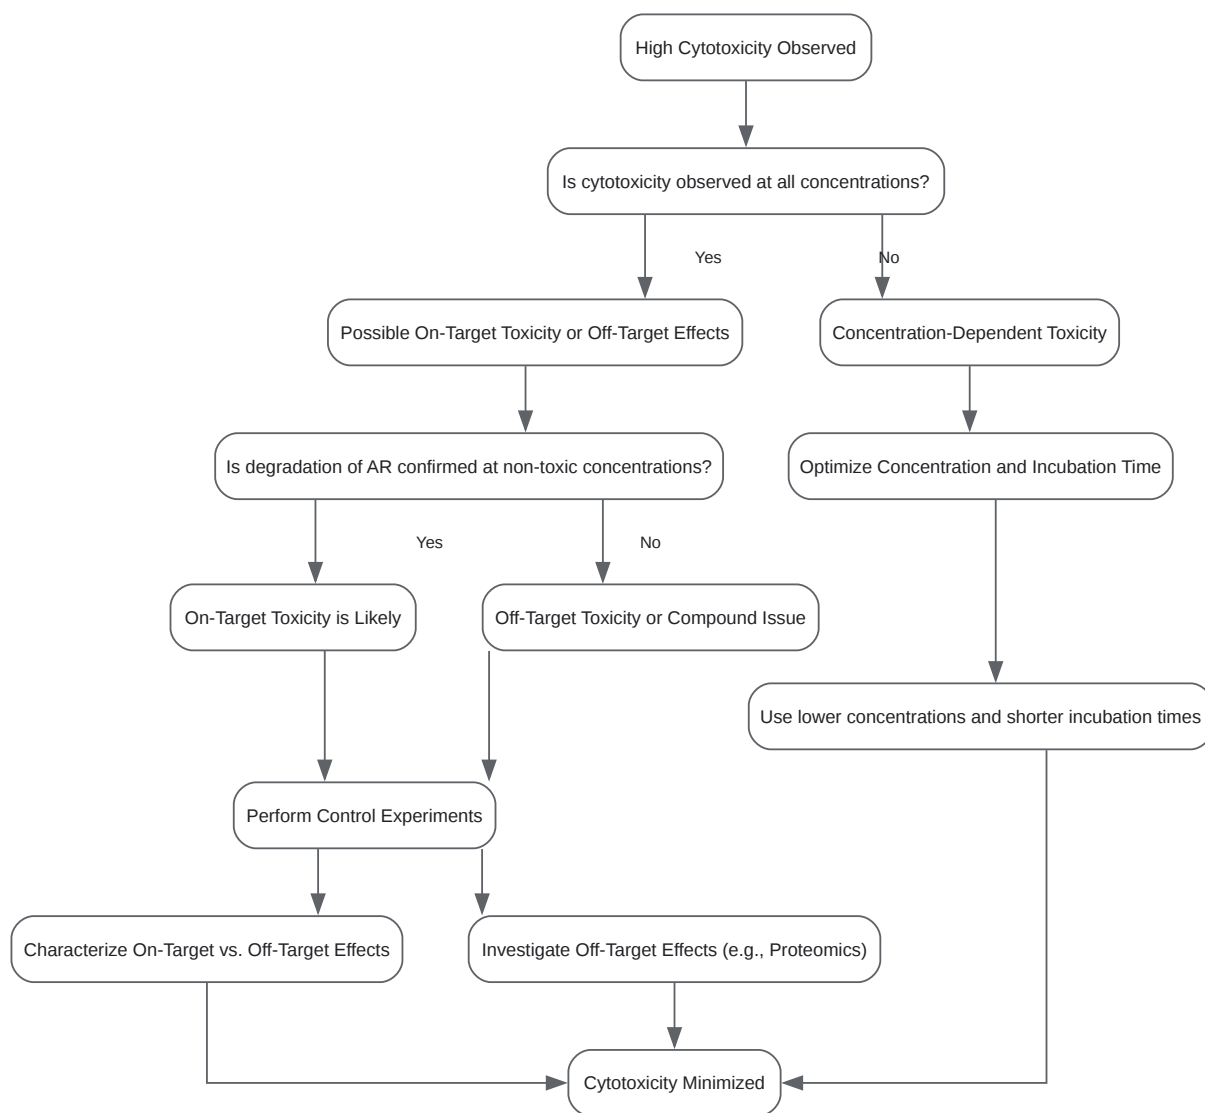 High Cytotoxicity Observed
Is cytotoxicity observed at all concentrations?
Yes
No
Possible On-Target Toxicity or Off-Target Effects
Concentration-Dependent Toxicity
Is degradation of AR confirmed at non-toxic concentrations?
Optimize Concentration and Incubation Time
Yes
No
On-Target Toxicity is Likely
Off-Target Toxicity or Compound Issue
Use lower concentrations and shorter incubation times
Perform Control Experiments
Characterize On-Target vs. Off-Target Effects
Investigate Off-Target Effects (e.g., Proteomics)
Cytotoxicity Minimized